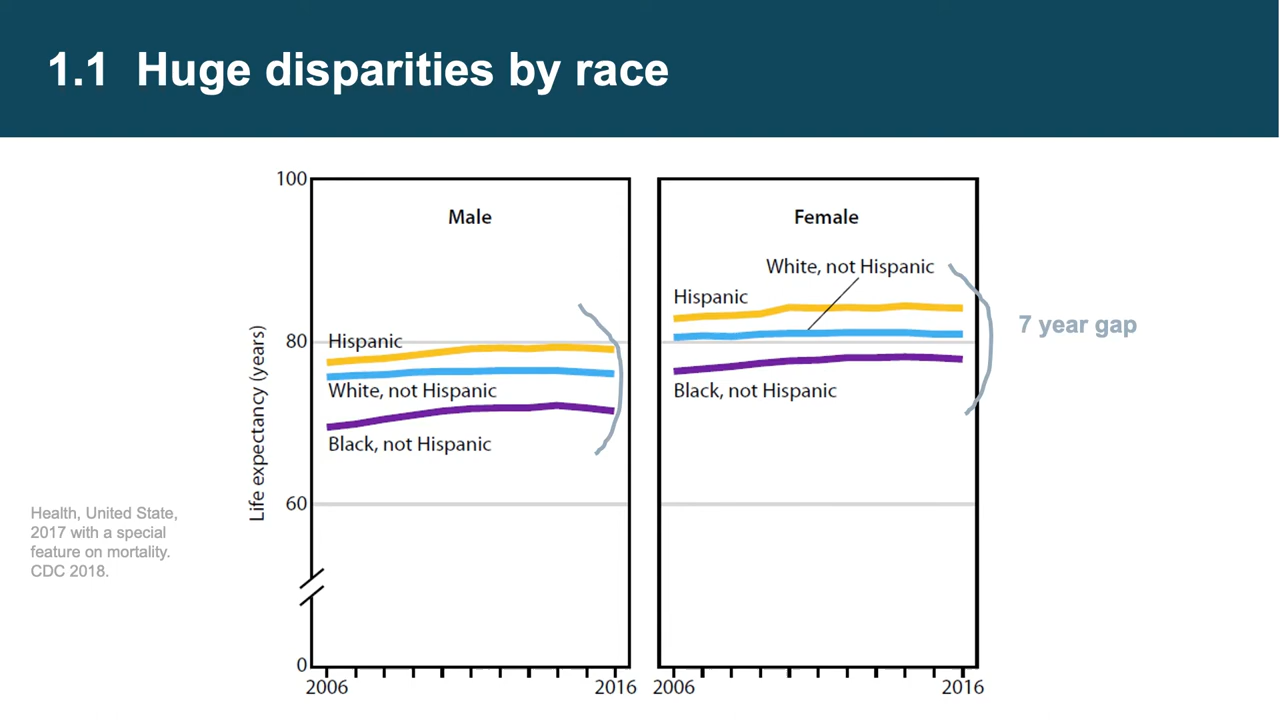 1.1 Huge disparities by race
100
80
60
0
Life expectancy (years)
Male
Hispanic
White, not Hispanic
Black, not Hispanic
2006
2016
Female
White, not Hispanic
Hispanic
Black, not Hispanic
2006
2016
7 year gap
Health, United State,
2017 with a special
feature on mortality.
CDC 2018.